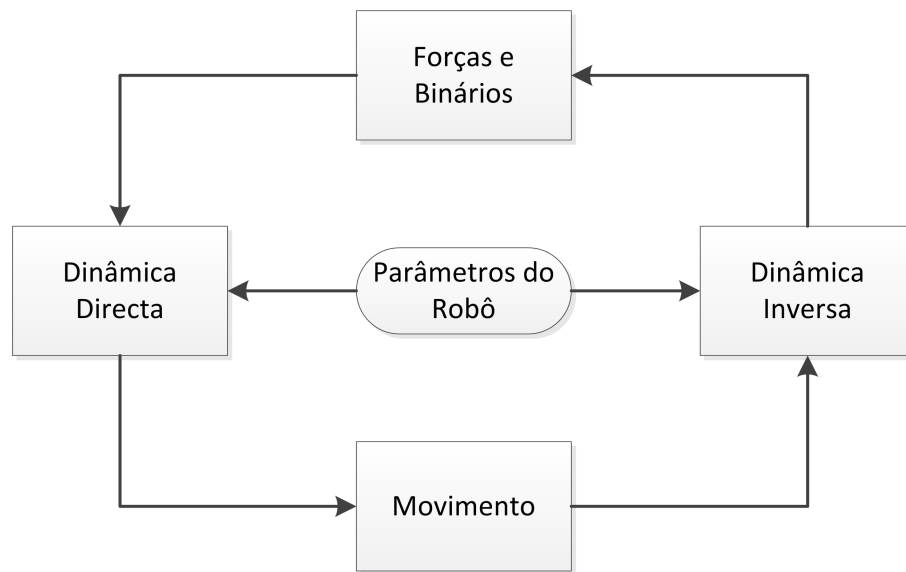 Forças e
Binários
Dinâmica
Directa
Parâmetros do
Robô
Dinâmica
Inversa
Movimento